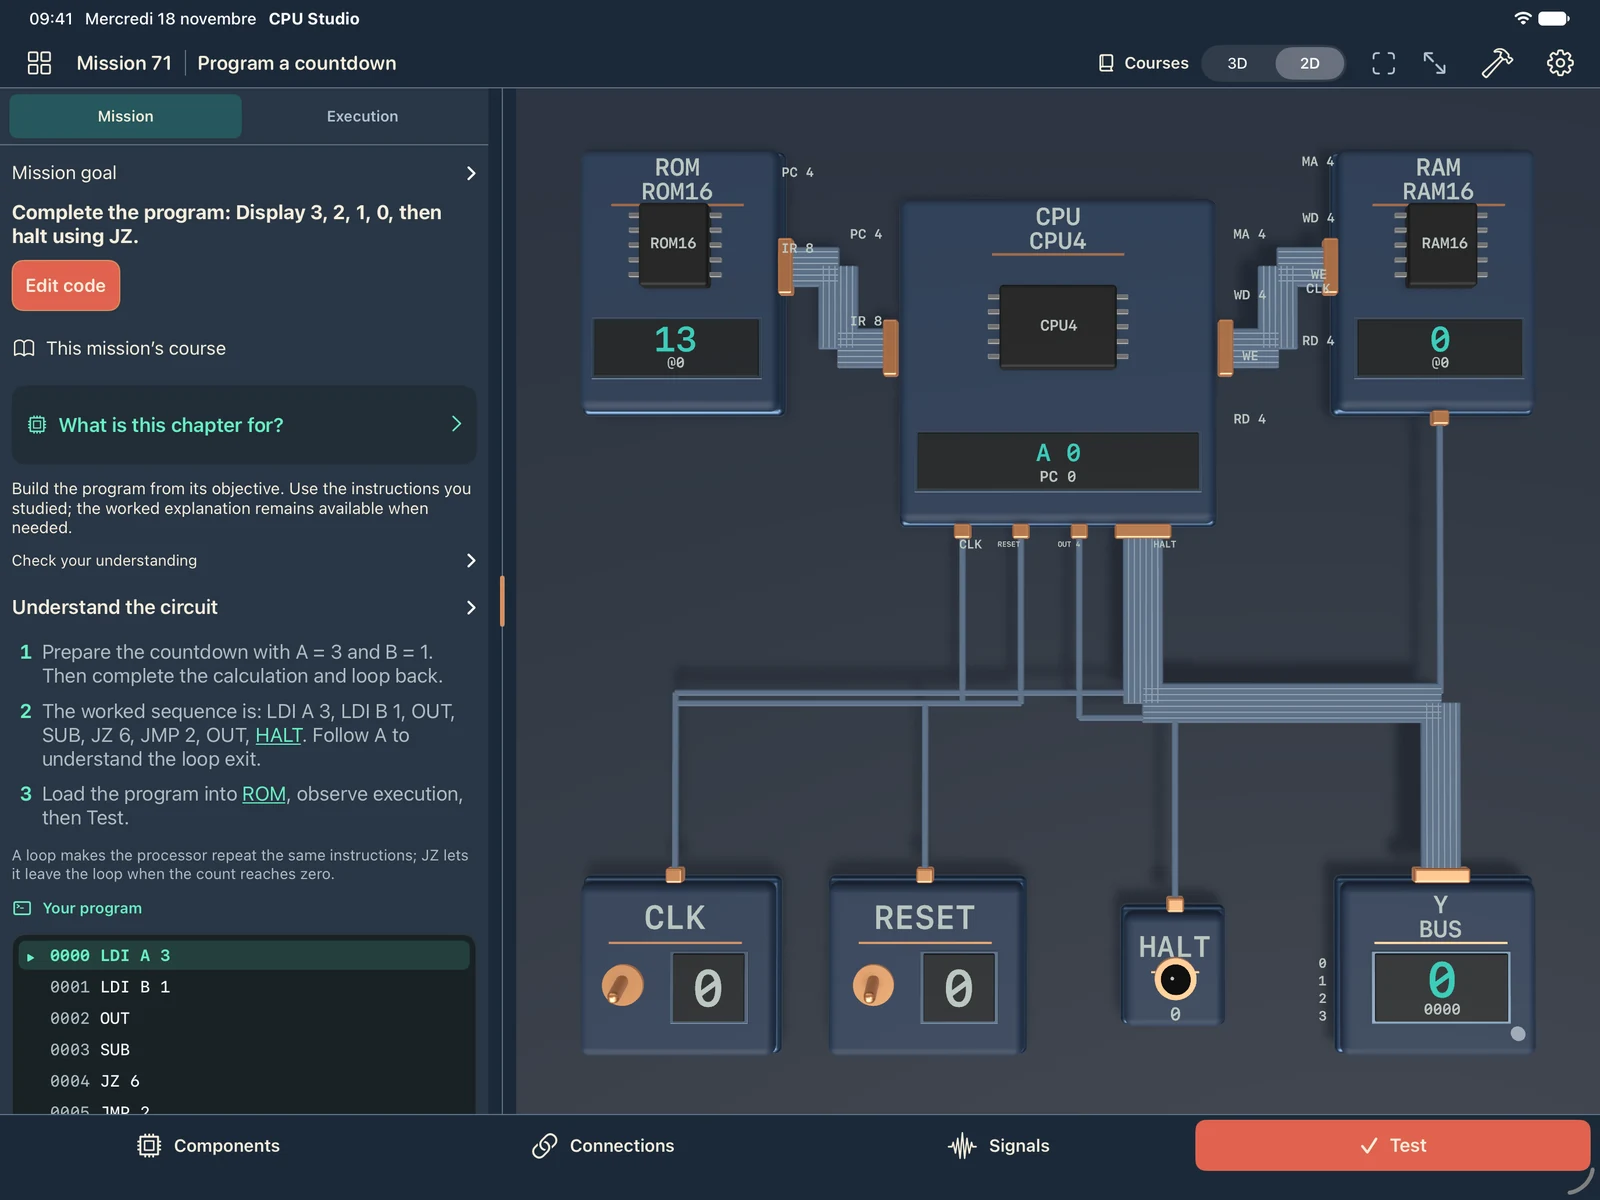 09:41 Mercredi 18 novembre CPU Studio
Mission 71 Program a countdown
Courses 3D 2D
Mission Execution
Mission goal
Complete the program: Display 3, 2, 1, 0, then
halt using JZ.
Edit code
This mission's course
What is this chapter for?
Build the program from its objective. Use the instructions you
studied; the worked explanation remains available when
needed.
Check your understanding
Understand the circuit
1 Prepare the countdown with A = 3 and B = 1.
Then complete the calculation and loop back.
2 The worked sequence is: LDI A 3, LDI B 1, OUT,
SUB, JZ 6, JMP 2, OUT, HALT. Follow A to
understand the loop exit.
3 Load the program into ROM, observe execution,
then Test.
A loop makes the processor repeat the same instructions; JZ lets
it leave the loop when the count reaches zero.
Your program
0000 LDI A 3
0001 LDI B 1
0002 OUT
0003 SUB
0004 JZ 6
0005 JMP 2
ROM
ROM16
ROM16
13
@0
PC 4
IR 8
PC 4
IR 8
CPU
CPU4
CPU4
A 0
PC 0
CLK RESET OUT 4 HALT
MA 4
WD 4
WE
RD 4
MA 4
WD 4
WE
CLK
RD 4
RAM
RAM16
RAM16
0
@0
CLK
0
RESET
0
HALT
0
0
1
2
3
Y
BUS
0
0000
Components Connections Signals Test